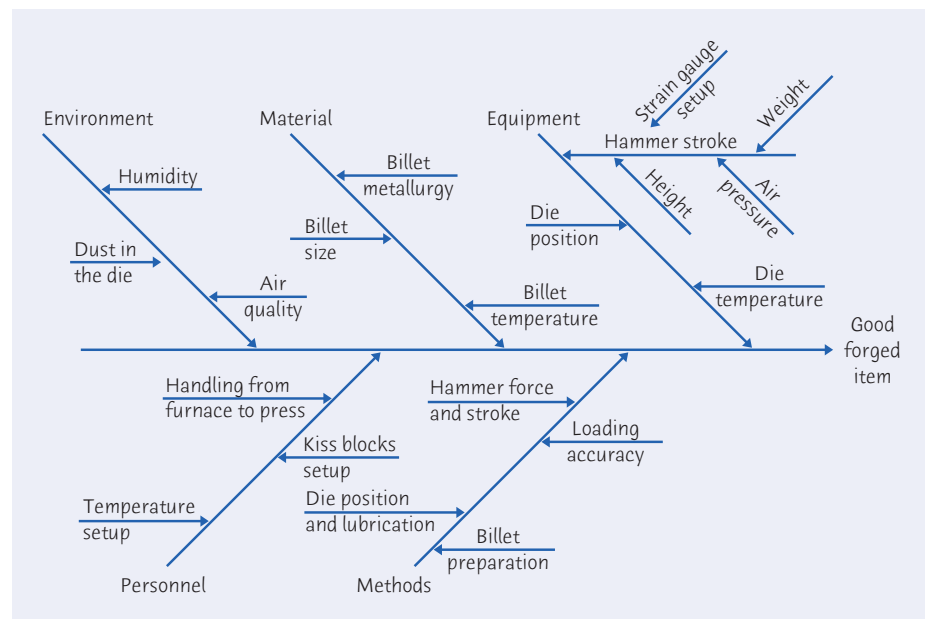 Environment
Humidity
Dust in
the die
Air
quality
Material
Billet
metallurgy
Billet
size
Billet
temperature
Equipment
Strain gauge
setup
Weight
Hammer stroke
Height
Air
pressure
Die
position
Die
temperature
Good
forged
item
Handling from
furnace to press
Kiss blocks
setup
Temperature
setup
Personnel
Hammer force
and stroke
Loading
accuracy
Die position
and lubrication
Billet
preparation
Methods